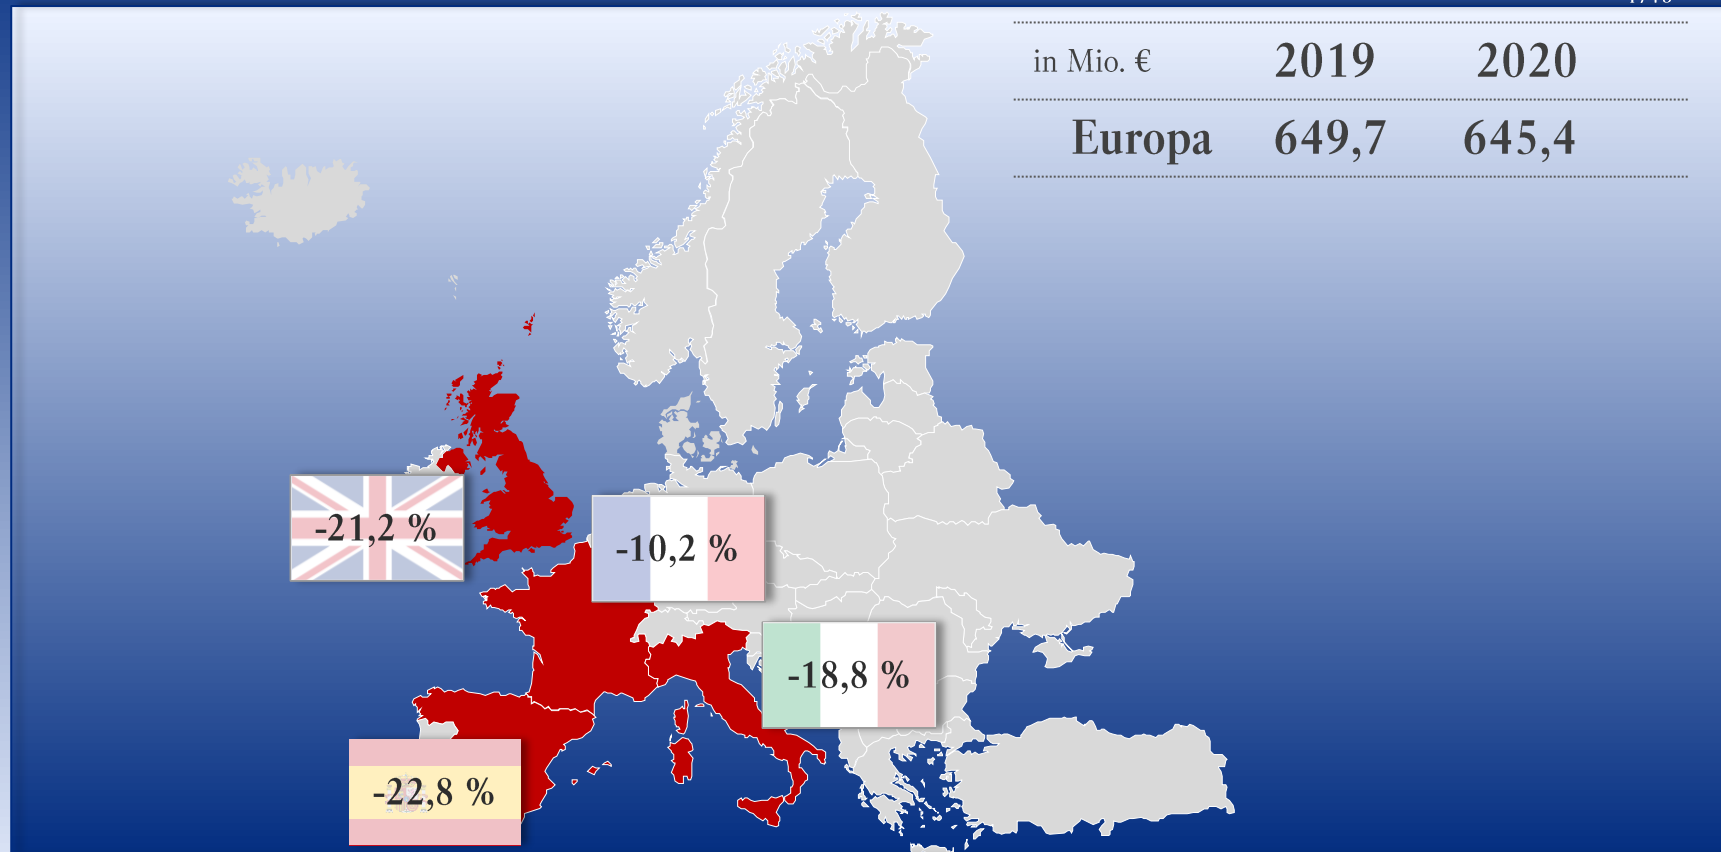 in Mio. € 2019 2020
Europa 649,7 645,4
-21,2 %
-10,2 %
-18,8 %
-22,8 %